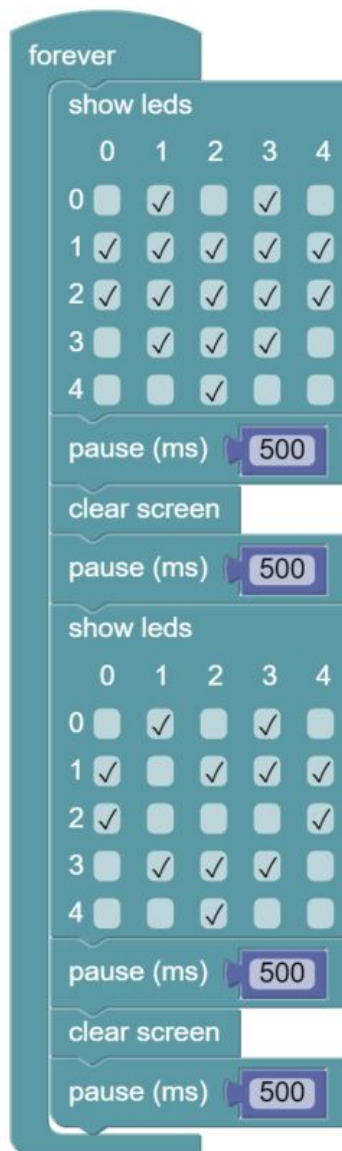 forever
show leds
0 1 2 3 4
0
1
2
3
4
pause (ms) 500
clear screen
pause (ms) 500
show leds
0 1 2 3 4
0
1
2
3
4
pause (ms) 500
clear screen
pause (ms) 500